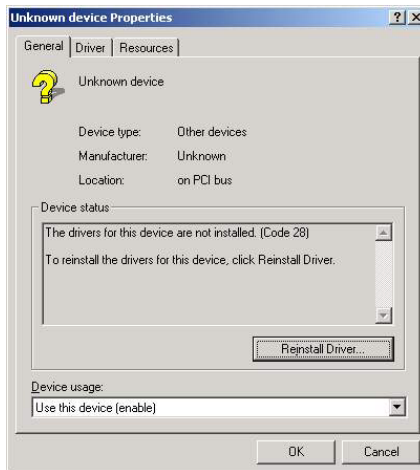 Unknown device Properties
General Driver Resources
Unknown device
Device type: Other devices
Manufacturer: Unknown
Location: on PCI bus
Device status
The drivers for this device are not installed. (Code 28)
To reinstall the drivers for this device, click Reinstall Driver.
Reinstall Driver...
Device usage:
Use this device (enable)
OK Cancel